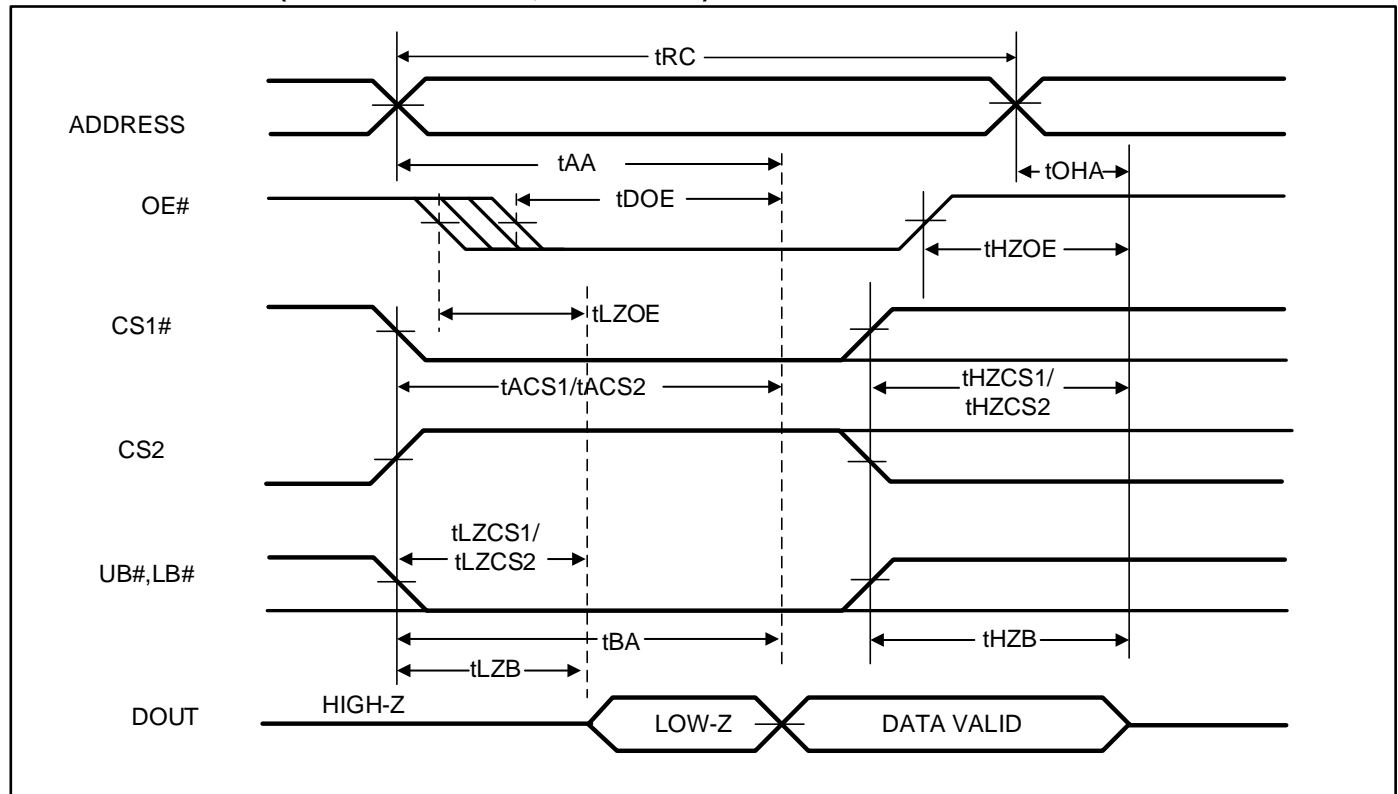 tRC
ADDRESS
tAA
tOHA
OE#
tDOE
tHZOE
CS1#
tLZOE
tACS1/tACS2
tHZCS1/
tHZCS2
CS2
tLZCS1/
tLZCS2
UB#,LB#
tBA
tHZB
tLZB
DOUT
HIGH-Z
LOW-Z
DATA VALID